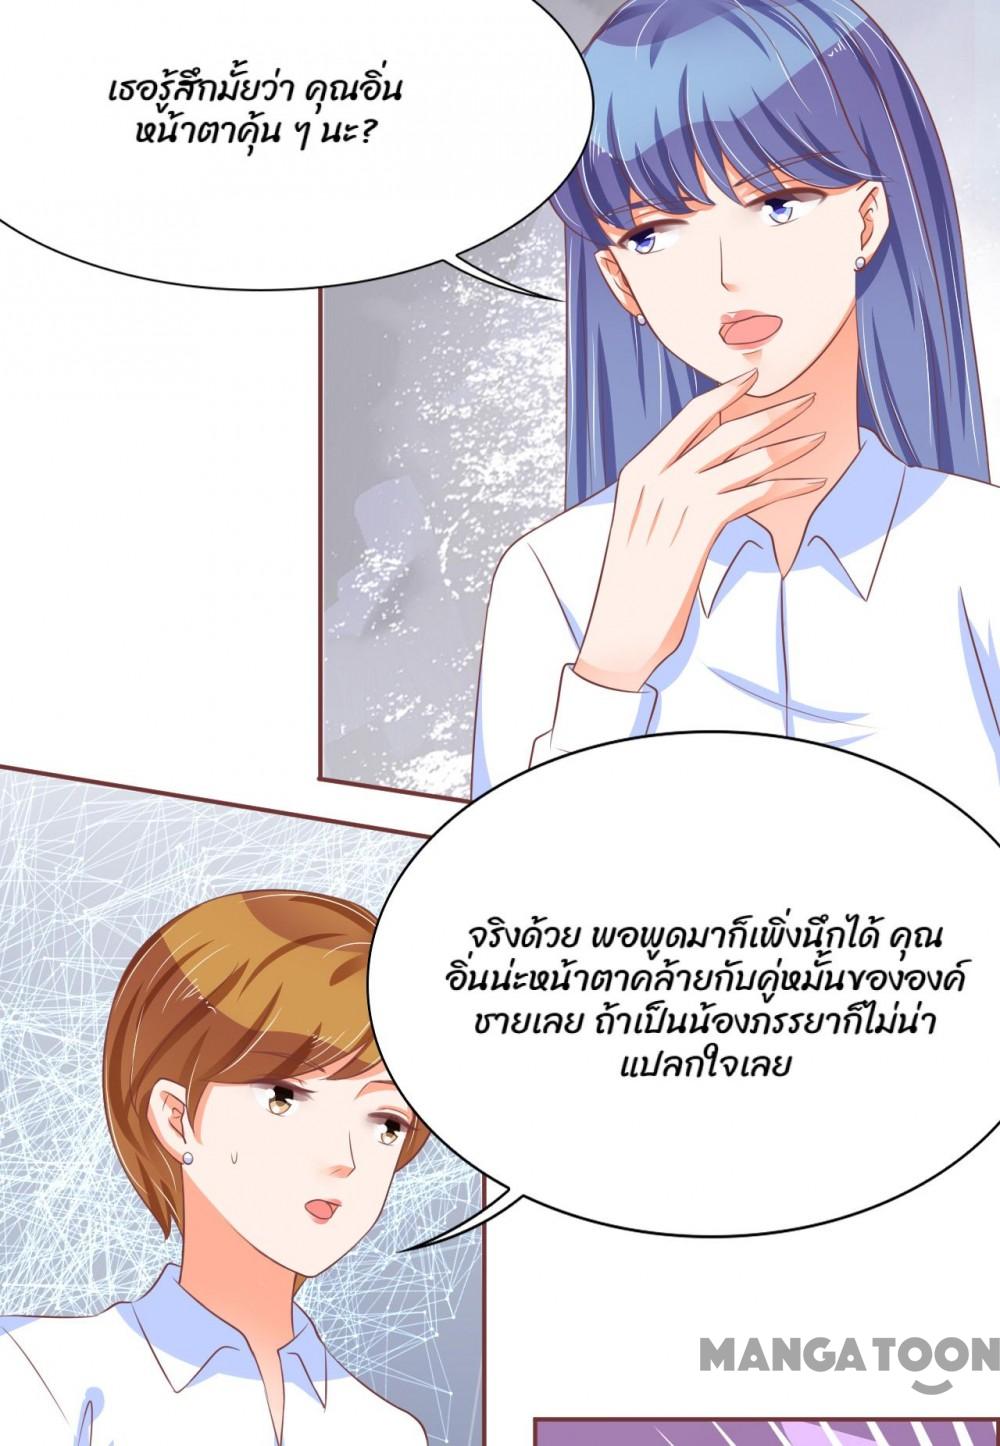 เธอรู้สึกมั้ยว่า คุณอิ่น
หน้าตาคุ้น ๆ นะ?
จริงด้วย พอพูดมาก็เพิ่งนึกได้ คุณ
อิ่นน่ะหน้าตาคล้ายกับคู่หมั้นขององค์
ชายเลย ถ้าเป็นน้องภรรยาก็ไม่น่า
แปลกใจเลย
MANGATOON